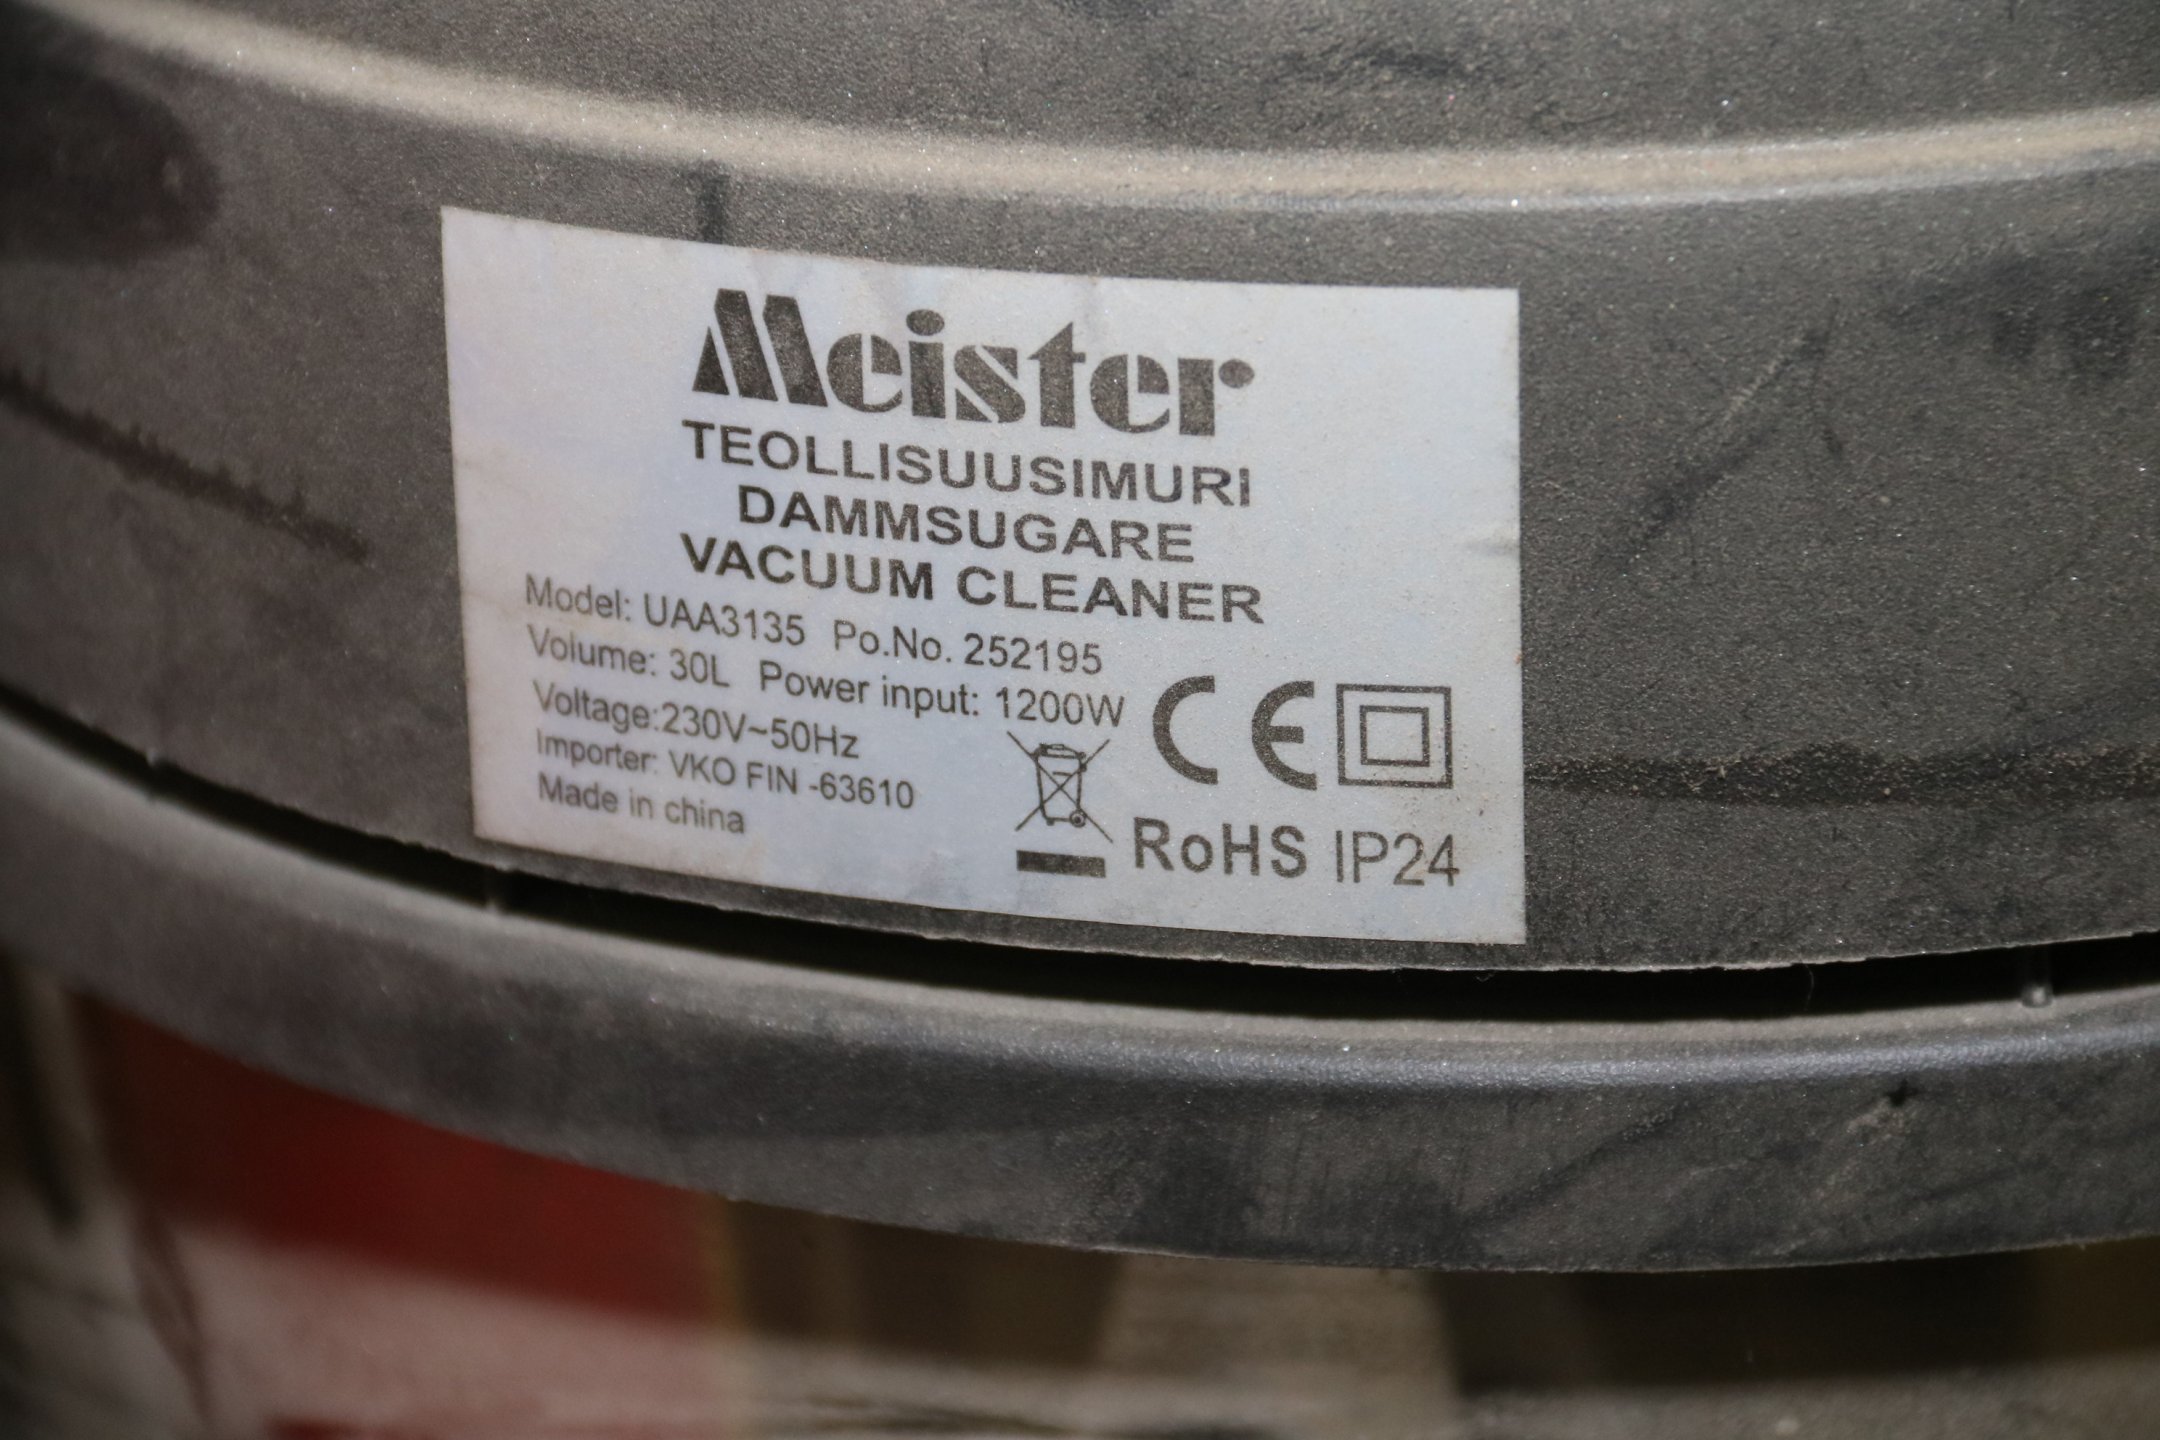 Meister
TEOLLISUUSIMURI
DAMMSUGARE
VACUUM CLEANER
Model: UAA3135 Po.No. 252195
Volume: 30L Power input: 1200W
Voltage:230V~50Hz
Importer: VKO FIN -63610
Made in china
CE
RoHS IP24